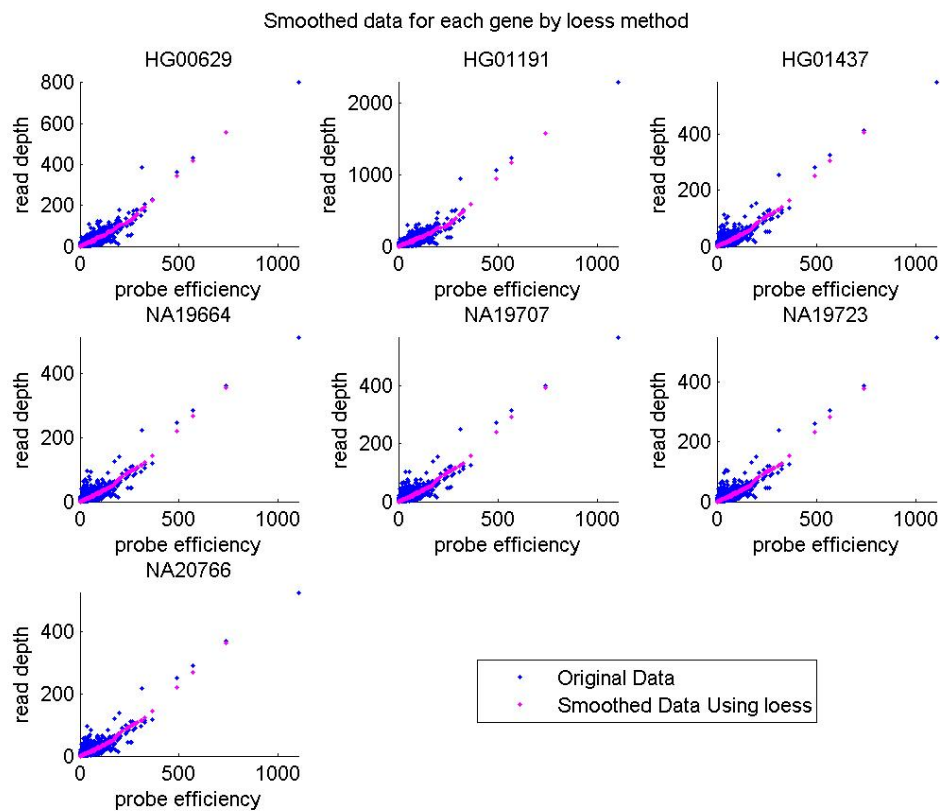 Smoothed data for each gene by loess method
HG00629
800
600
400
200
0
read depth
0 500 1000
probe efficiency
HG01191
2000
1000
0
read depth
0 500 1000
probe efficiency
HG01437
400
200
0
read depth
0 500 1000
probe efficiency
NA19664
400
200
0
read depth
0 500 1000
probe efficiency
NA19707
400
200
0
read depth
0 500 1000
probe efficiency
NA19723
400
200
0
read depth
0 500 1000
probe efficiency
NA20766
400
200
0
read depth
0 500 1000
probe efficiency
Original Data
Smoothed Data Using loess